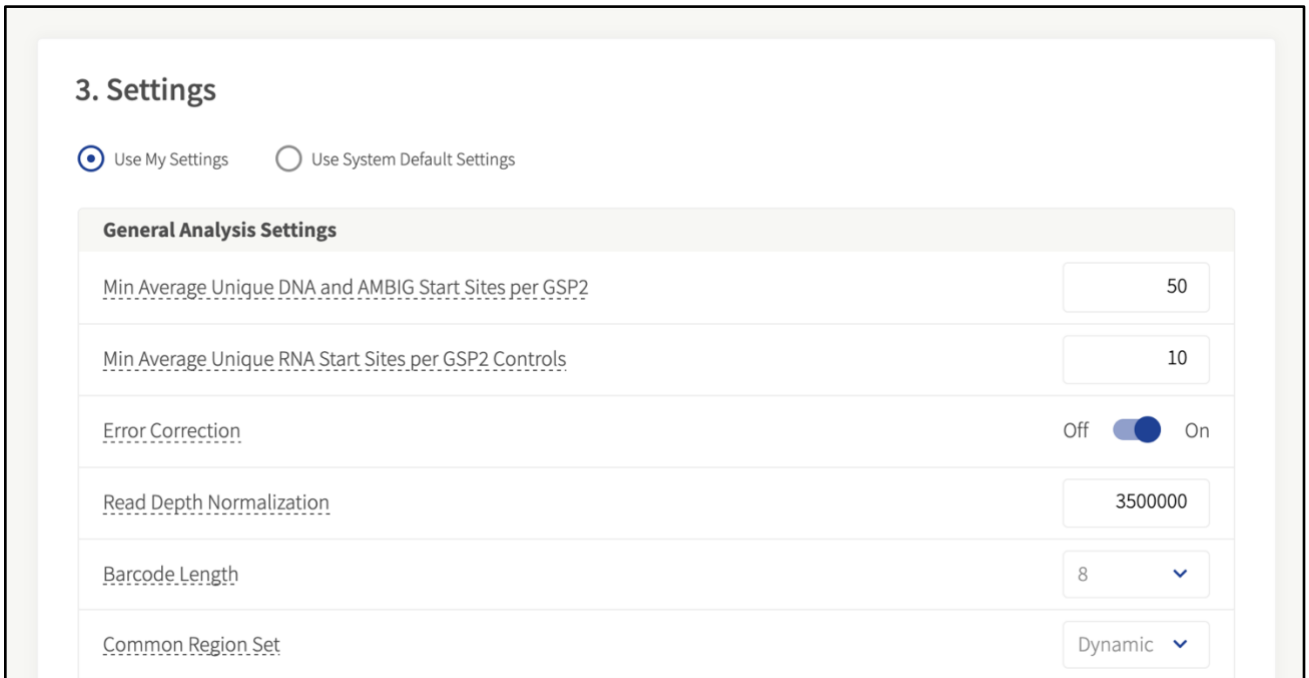 3. Settings
Use My Settings Use System Default Settings
General Analysis Settings
Min Average Unique DNA and AMBIG Start Sites per GSP2 50
Min Average Unique RNA Start Sites per GSP2 Controls 10
Error Correction Off On
Read Depth Normalization 3500000
Barcode Length 8
Common Region Set Dynamic